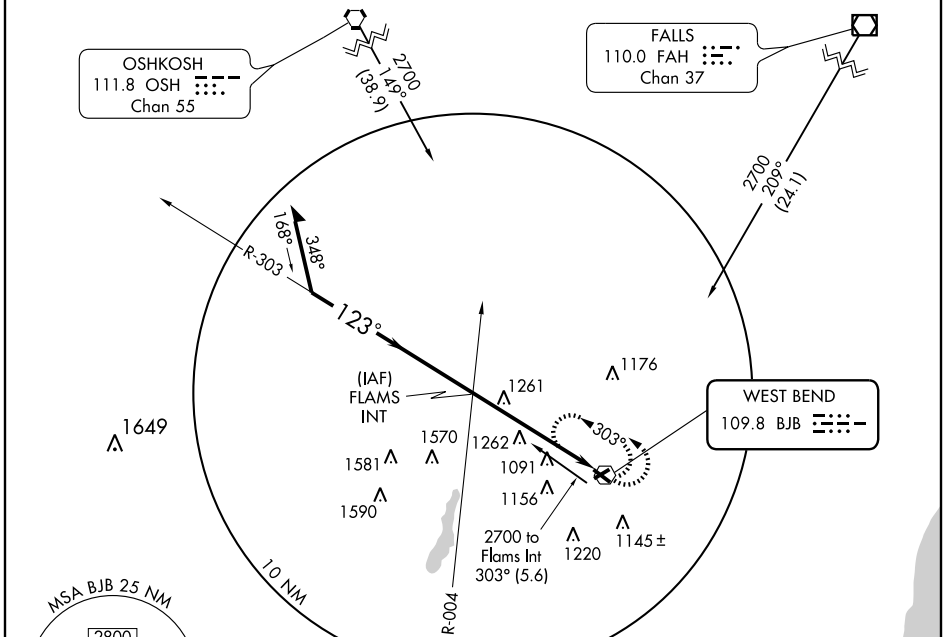 OSHKOSH
111.8 OSH
Chan 55
2700
149°
(38.9)
FALLS
110.0 FAH
Chan 37
2700
209°
(24.1)
R-303
168°
348°
123°
(IAF)
FLAMS
INT
1261
1176
WEST BEND
109.8 BJB
1649
1570
1581
1262
303°
1091
1590
1156
2700 to
Flams Int
303° (5.6)
1220
1145 ±
10 NM
R-004
MSA BJB 25 NM
2800